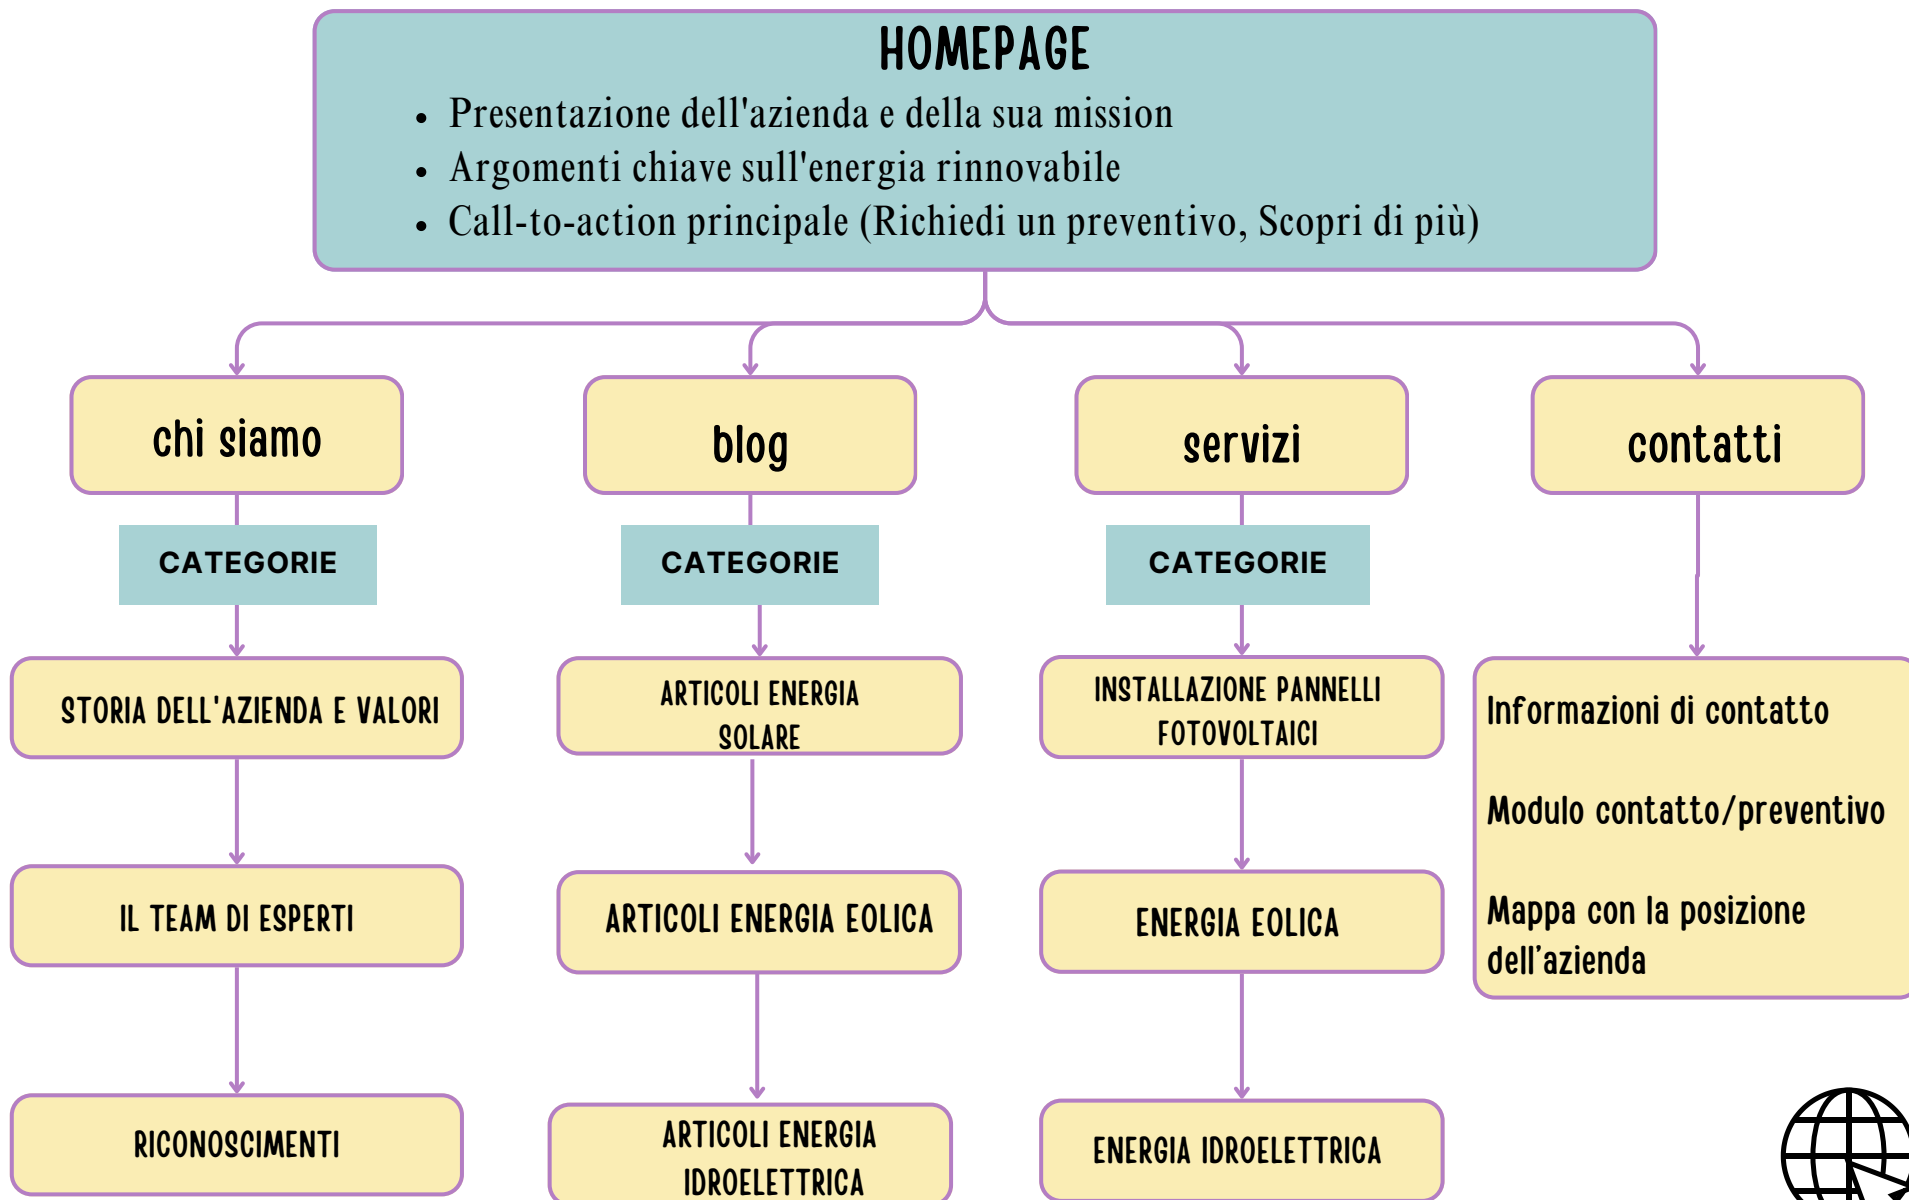 HOMEPAGE
• Presentazione dell'azienda e della sua mission
• Argomenti chiave sull'energia rinnovabile
• Call-to-action principale (Richiedi un preventivo, Scopri di più)
chi siamo
blog
servizi
contatti
CATEGORIE
CATEGORIE
CATEGORIE
STORIA DELL'AZIENDA E VALORI
ARTICOLI ENERGIA
SOLARE
INSTALLAZIONE PANNELLI
FOTOVOLTAICI
Informazioni di contatto
Modulo contatto/preventivo
Mappa con la posizione
dell'azienda
IL TEAM DI ESPERTI
ARTICOLI ENERGIA EOLICA
ENERGIA EOLICA
RICONOSCIMENTI
ARTICOLI ENERGIA
IDROELETTRICA
ENERGIA IDROELETTRICA